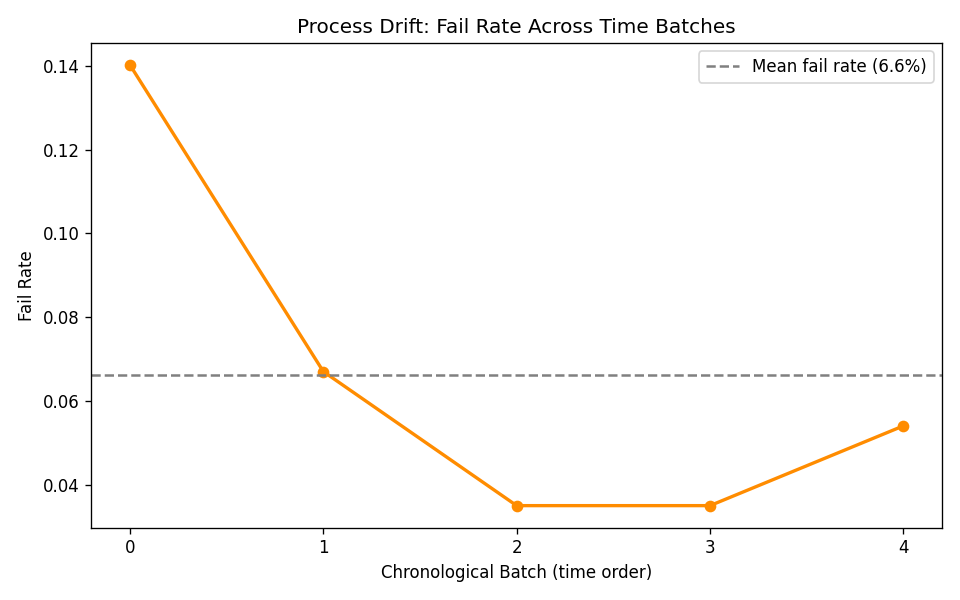 Process Drift: Fail Rate Across Time Batches
Mean fail rate (6.6%)
0.14
0.12
0.10
0.08
0.06
0.04
Fail Rate
0 1 2 3 4
Chronological Batch (time order)